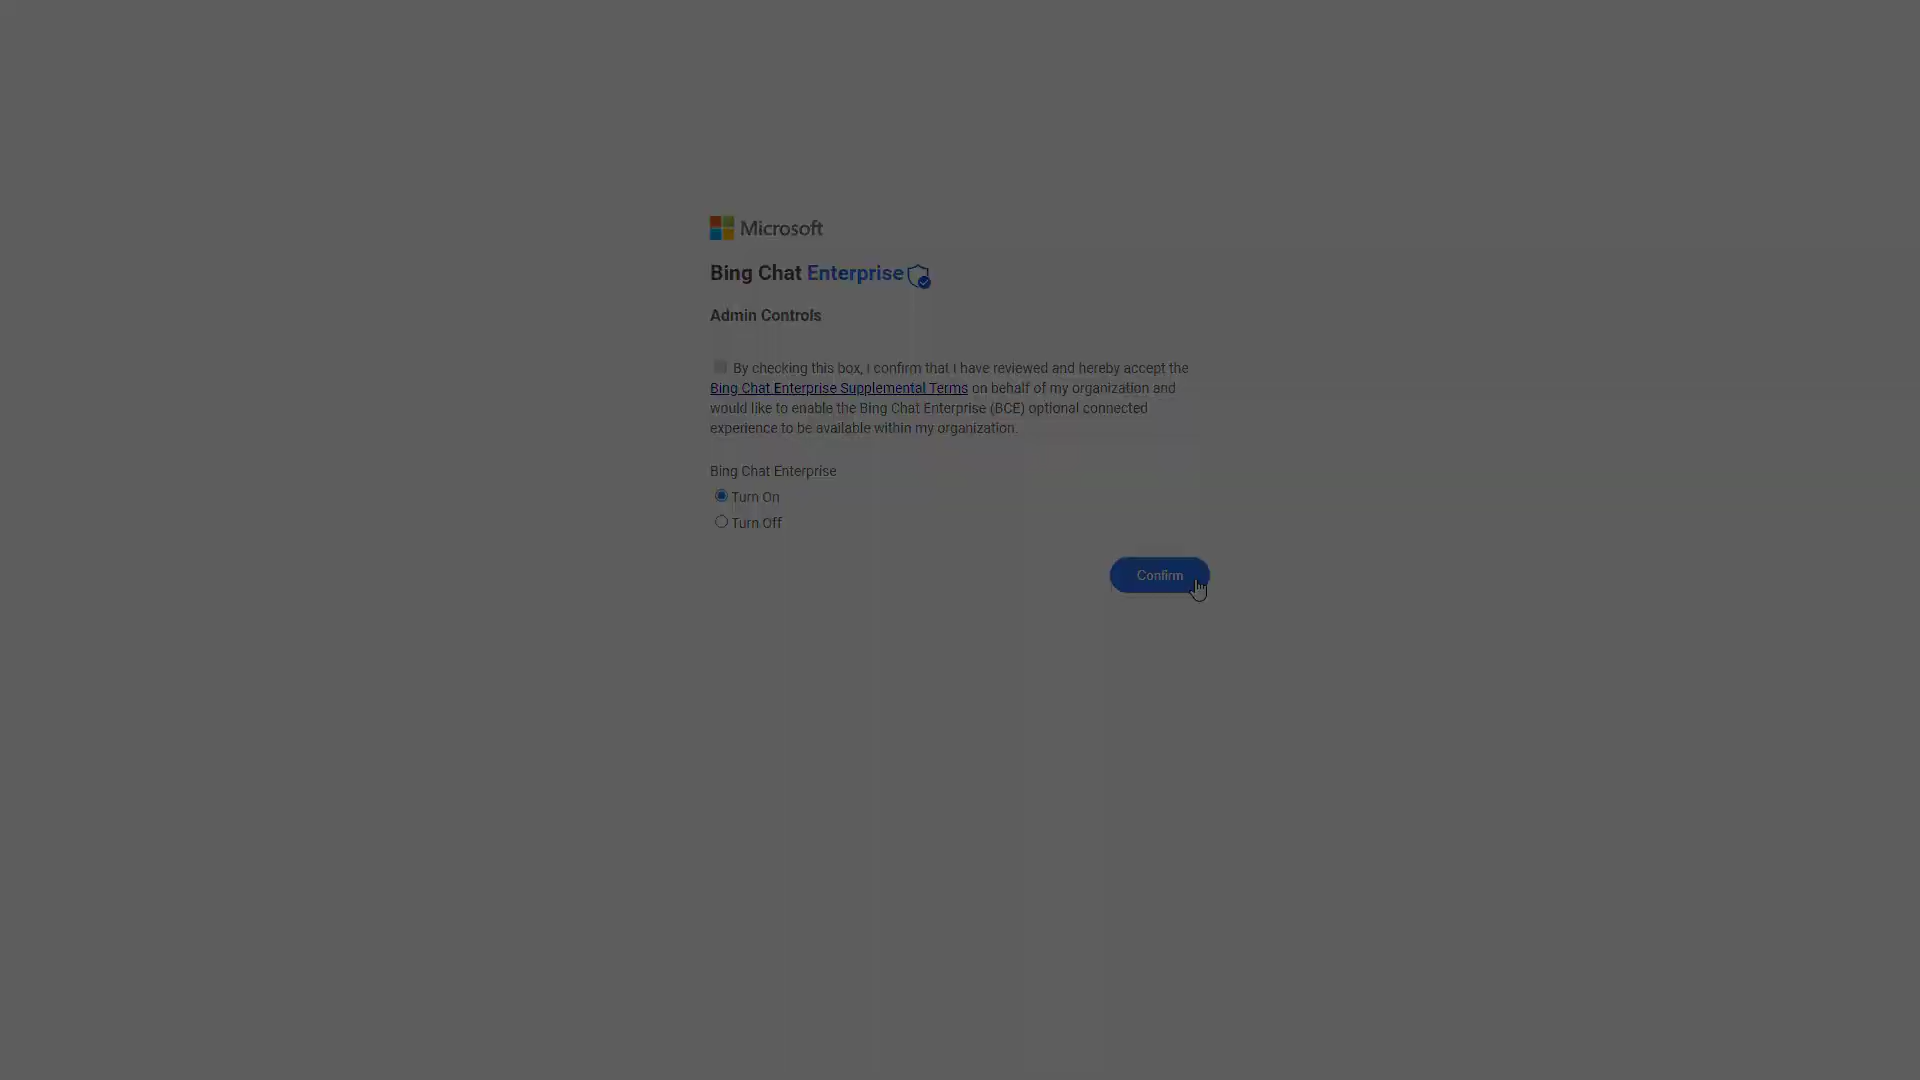 Microsoft
Bing Chat Enterprise
Admin Controls
By checking this box, I confirm that I have reviewed and hereby accept the
Bing Chat Enterprise Supplemental Terms on behalf of my organization and
would like to enable the Bing Chat Enterprise (BCE) optional connected
experience to be available within my organization.
Bing Chat Enterprise
Turn On
Turn Off
Confirm